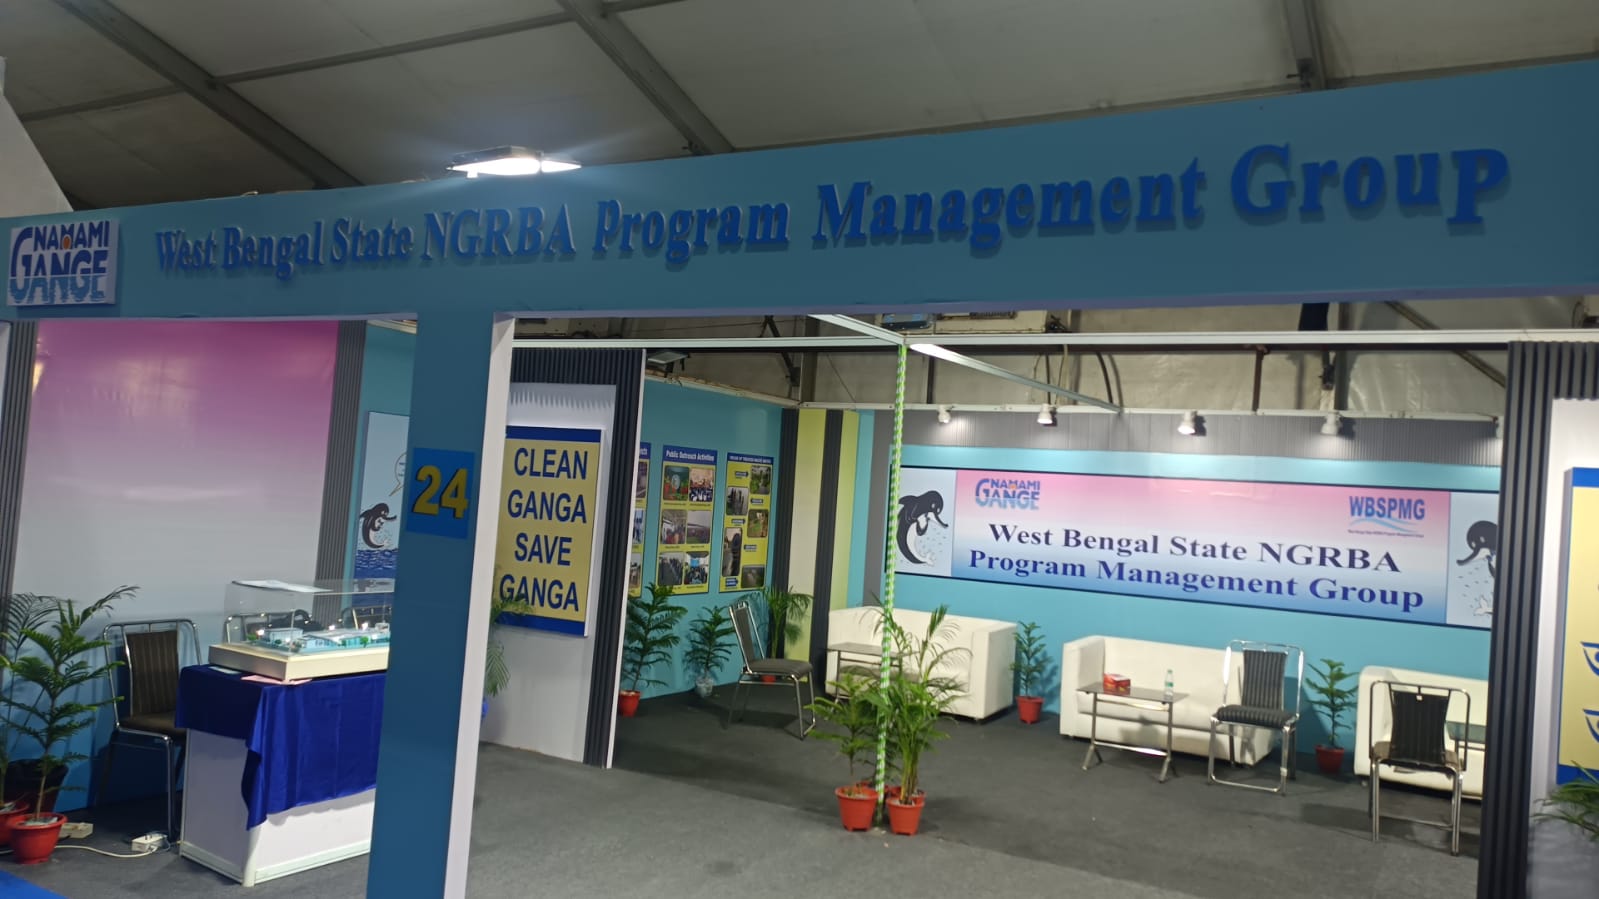 NAMAMI
GANGE
West Bengal State NGRBA Program Management Group
24
CLEAN
GANGA
SAVE
GANGA
Public Outreach Activities
NAMAMI
GANGE
WBSPMG
West Bengal State NGRBA
Program Management Group